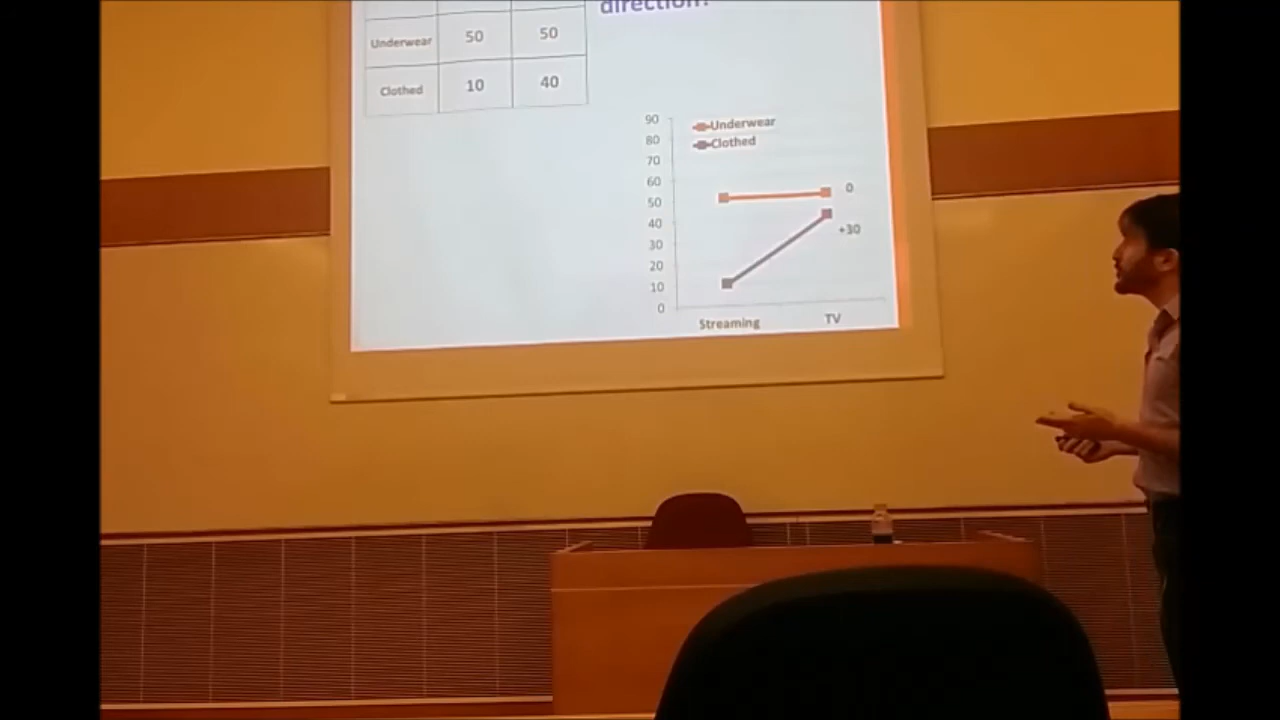 direction?
Underwear 50 50
Clothed 10 40
90
80
70
60
50
40
30
20
10
0
Underwear
Clothed
0
+30
Streaming TV